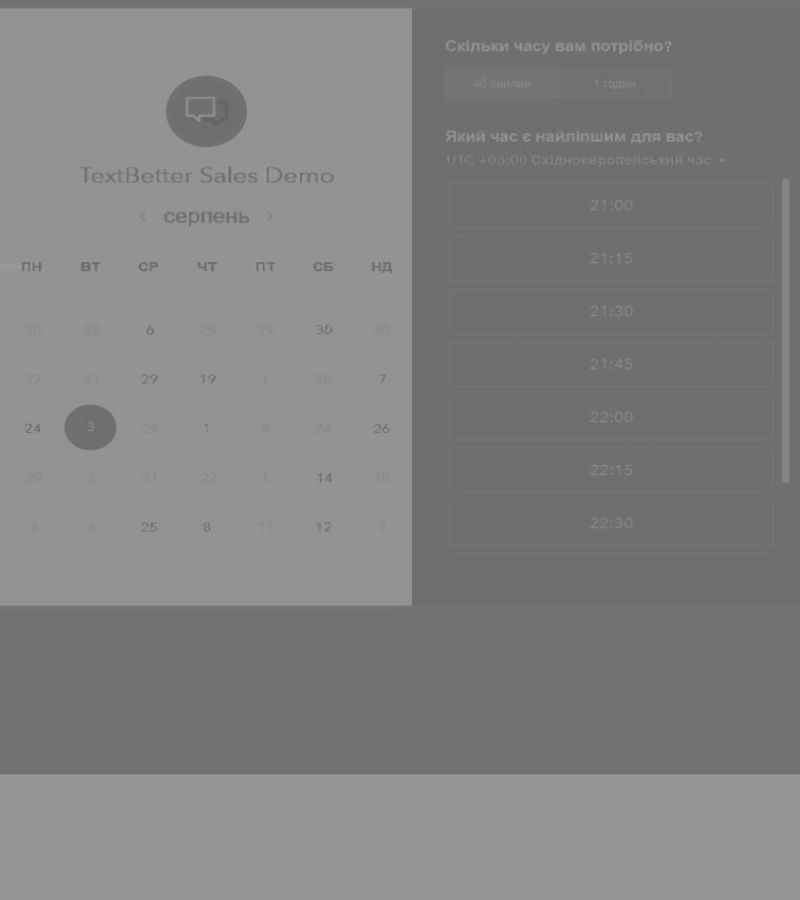 TextBetter Sales Demo
< серпень >
ПН ВТ СР ЧТ ПТ СБ НД
30 28 6 25 19 30 30
27 21 29 19 1 30 7
24 3 29 1 9 24 26
29 2 21 22 1 14 10
3 3 25 8 11 12 7
Скільки часу вам потрібно?
40 хвилин 1 годин
Який час є найліпшим для вас?
UTC +03:00 Східноєвропейський час
21:00
21:15
21:30
21:45
22:00
22:15
22:30